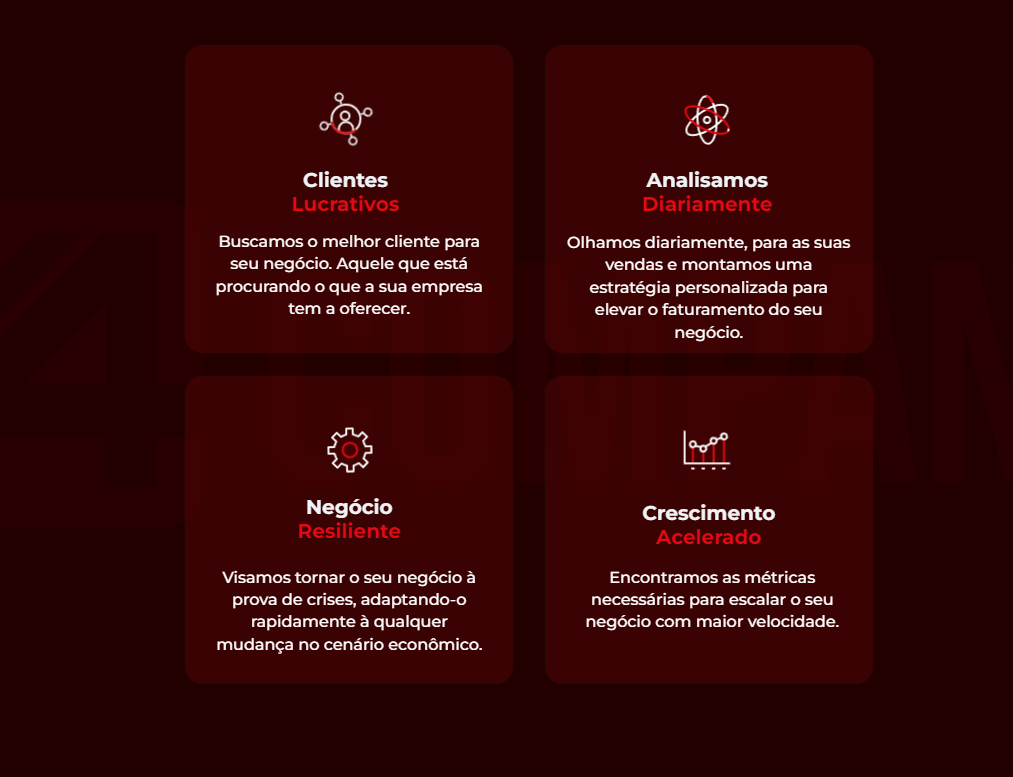 Clientes
Lucrativos
Buscamos o melhor cliente para
seu negócio. Aquele que está
procurando o que a sua empresa
tem a oferecer.
Analisamos
Diariamente
Olhamos diariamente, para as suas
vendas e montamos uma
estratégia personalizada para
elevar o faturamento do seu
negócio.
Negócio
Resiliente
Visamos tornar o seu negócio à
prova de crises, adaptando-o
rapidamente à qualquer
mudança no cenário econômico.
Crescimento
Acelerado
Encontramos as métricas
necessárias para escalar o seu
negócio com maior velocidade.